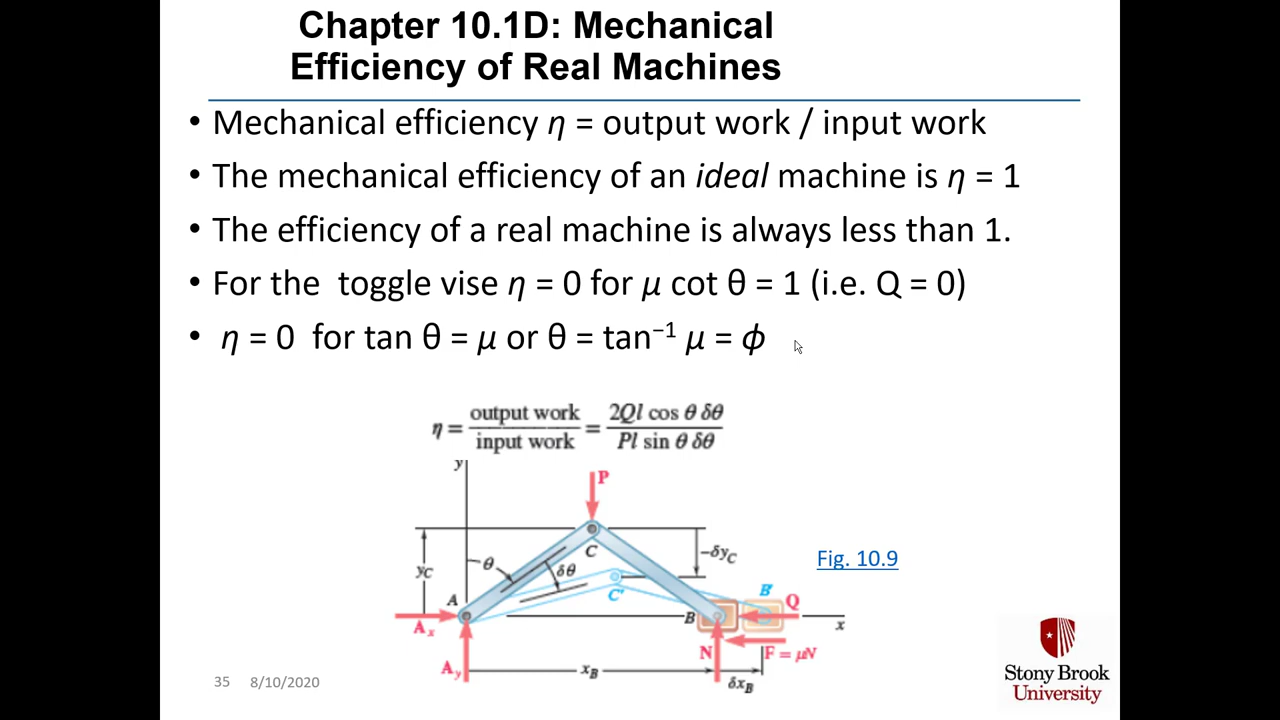 Chapter 10.1D: Mechanical
Efficiency of Real Machines
• Mechanical efficiency η = output work / input work
• The mechanical efficiency of an ideal machine is η = 1
• The efficiency of a real machine is always less than 1.
• For the  toggle vise η = 0 for μ cot θ = 1 (i.e. Q = 0)
• η = 0  for tan θ = μ or θ = tan⁻¹ μ = ϕ
η = output work / input work = 2Ql cos θ δθ / Pl sin θ δθ
y
P
θ
C
δθ
–δyC
yC
C'
Fig. 10.9
A
B
B'
Q
x
Ax
N
F = μN
Ay
xB
δxB
35 8/10/2020
Stony Brook
University